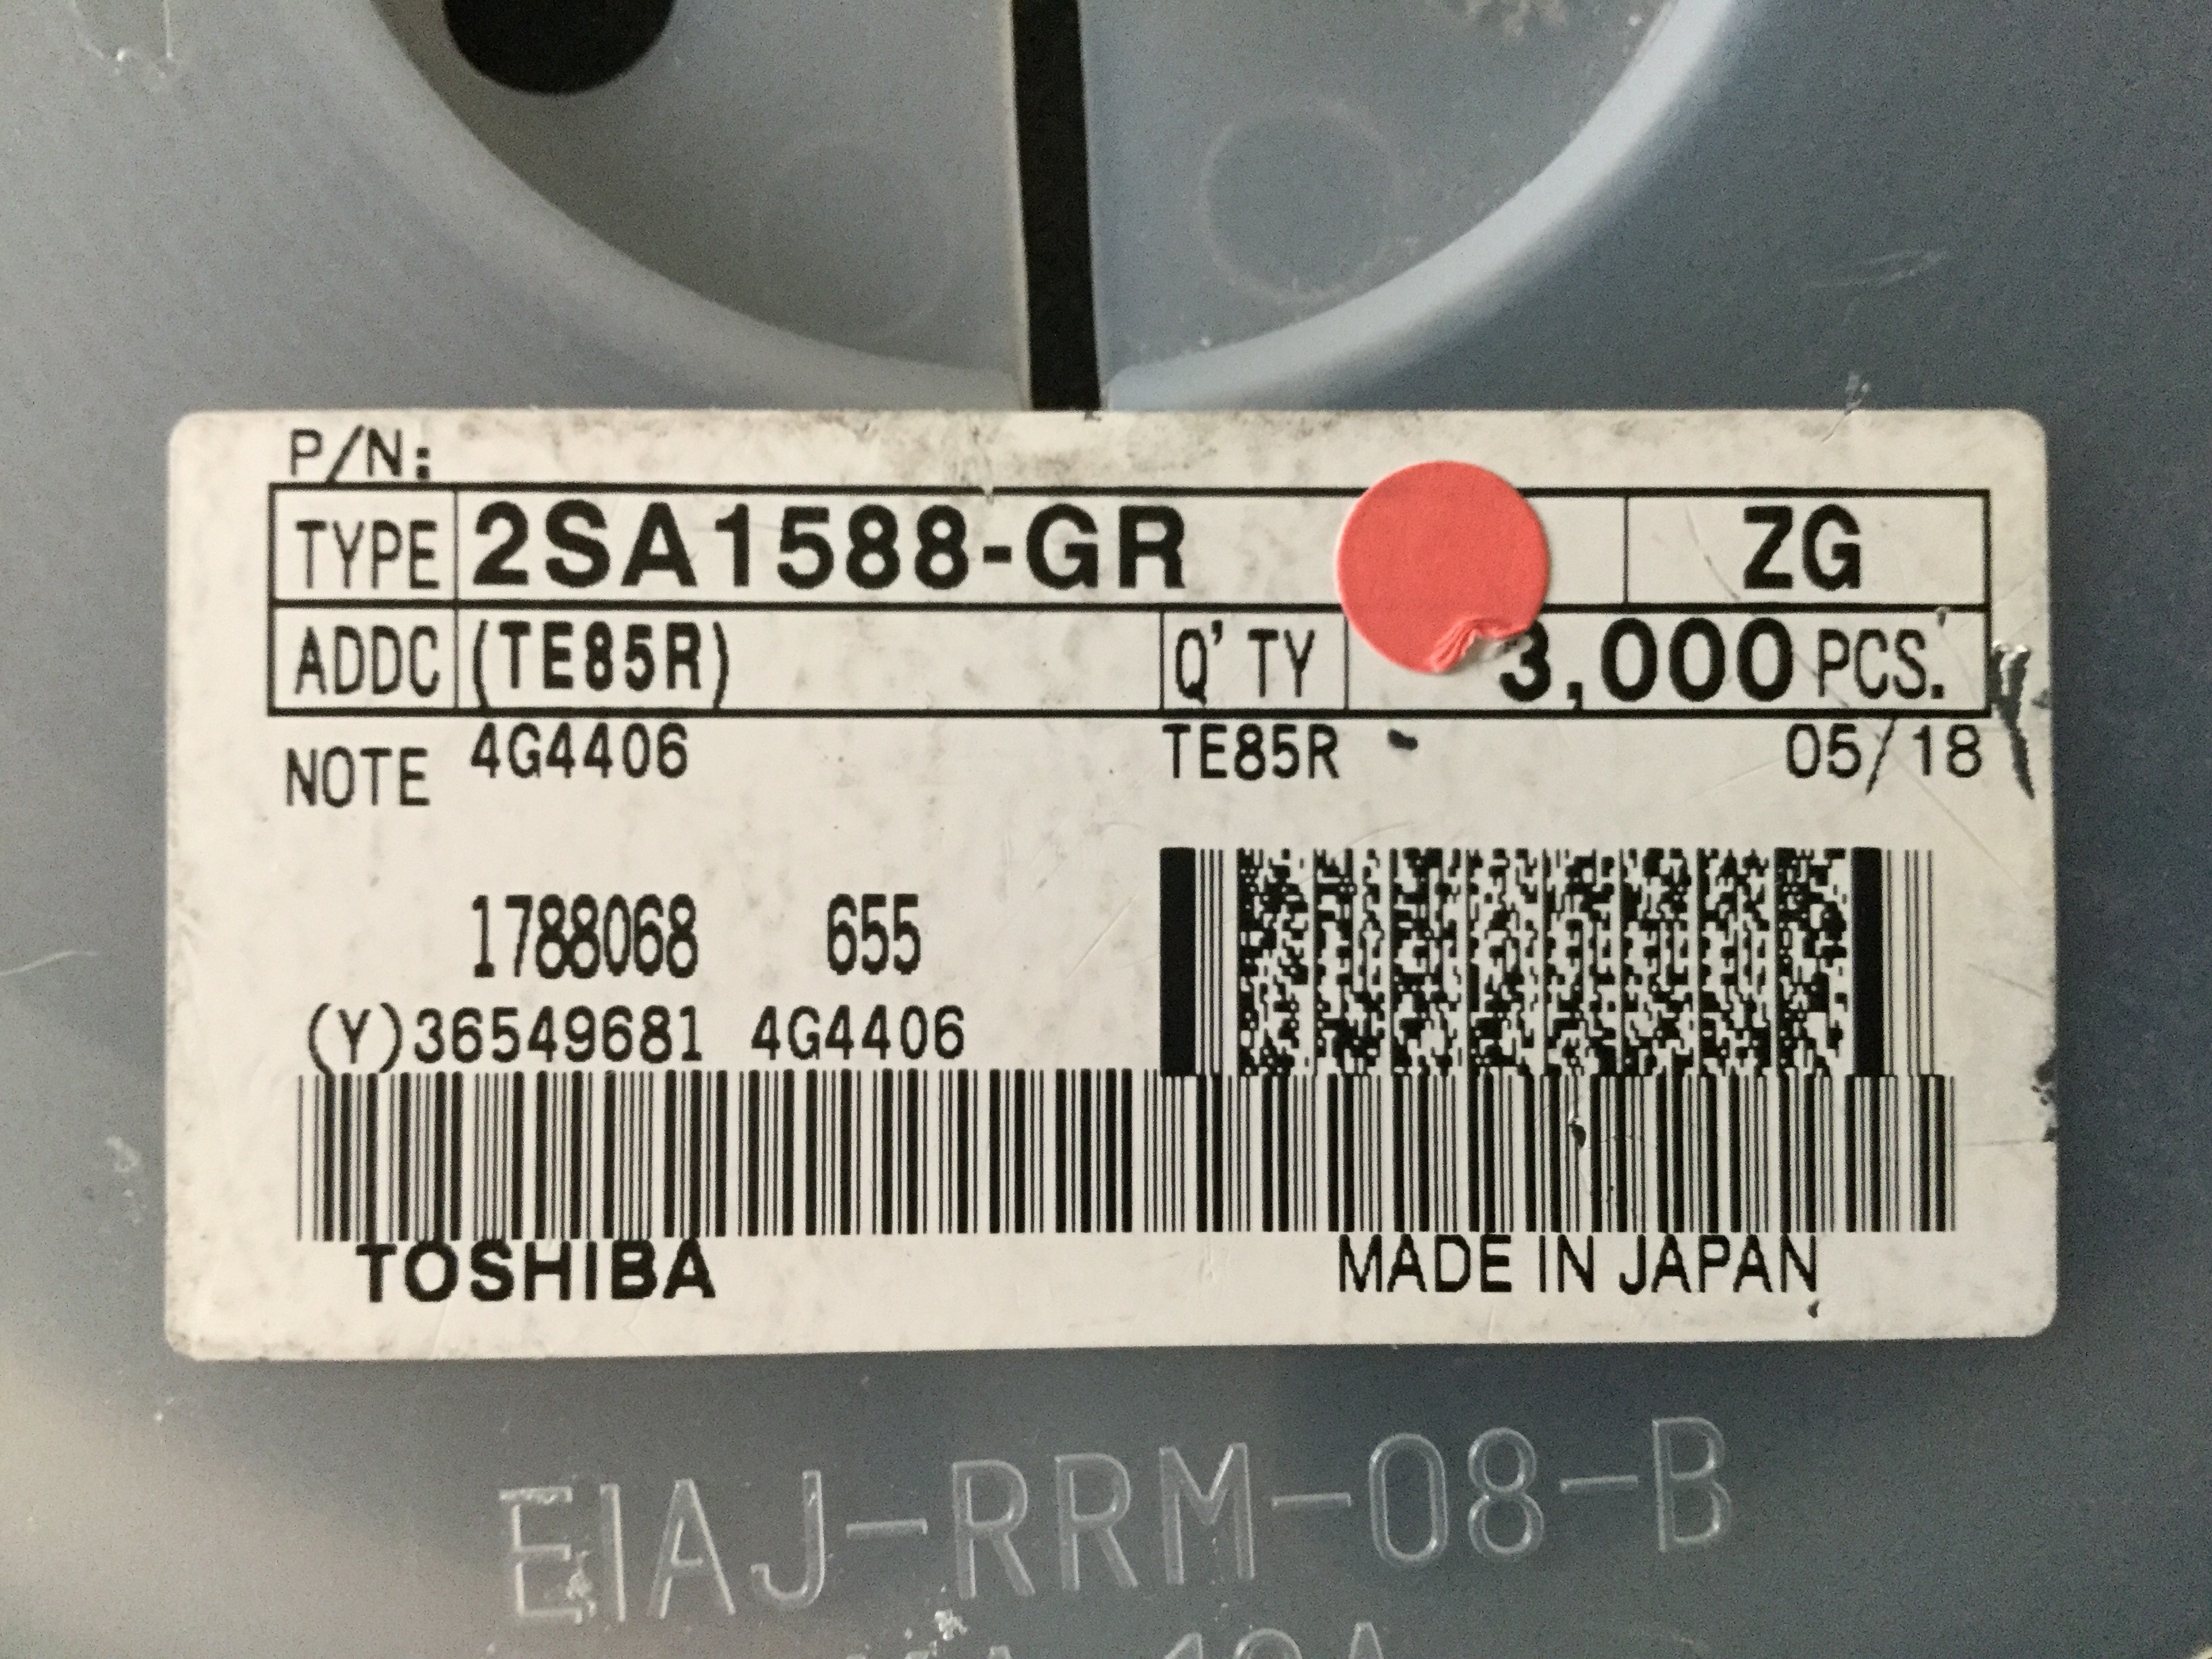 P/N:
TYPE 2SA1588-GR ZG
ADDC (TE85R) Q'TY 3,000 PCS.
NOTE 4G4406 TE85R 05/18
1788068 655
(Y)36549681 4G4406
TOSHIBA MADE IN JAPAN
EIAJ-RRM-08-B